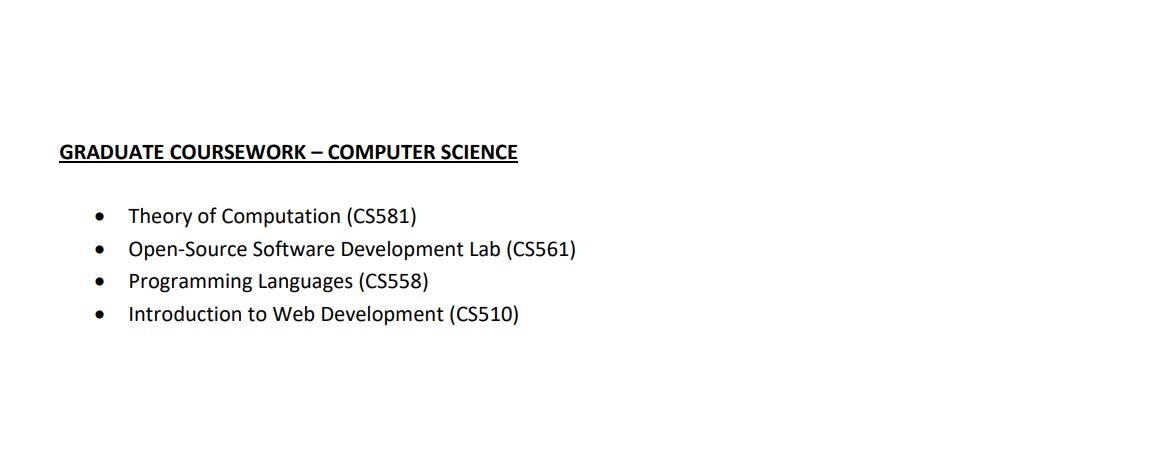 GRADUATE COURSEWORK – COMPUTER SCIENCE
• Theory of Computation (CS581)
• Open-Source Software Development Lab (CS561)
• Programming Languages (CS558)
• Introduction to Web Development (CS510)